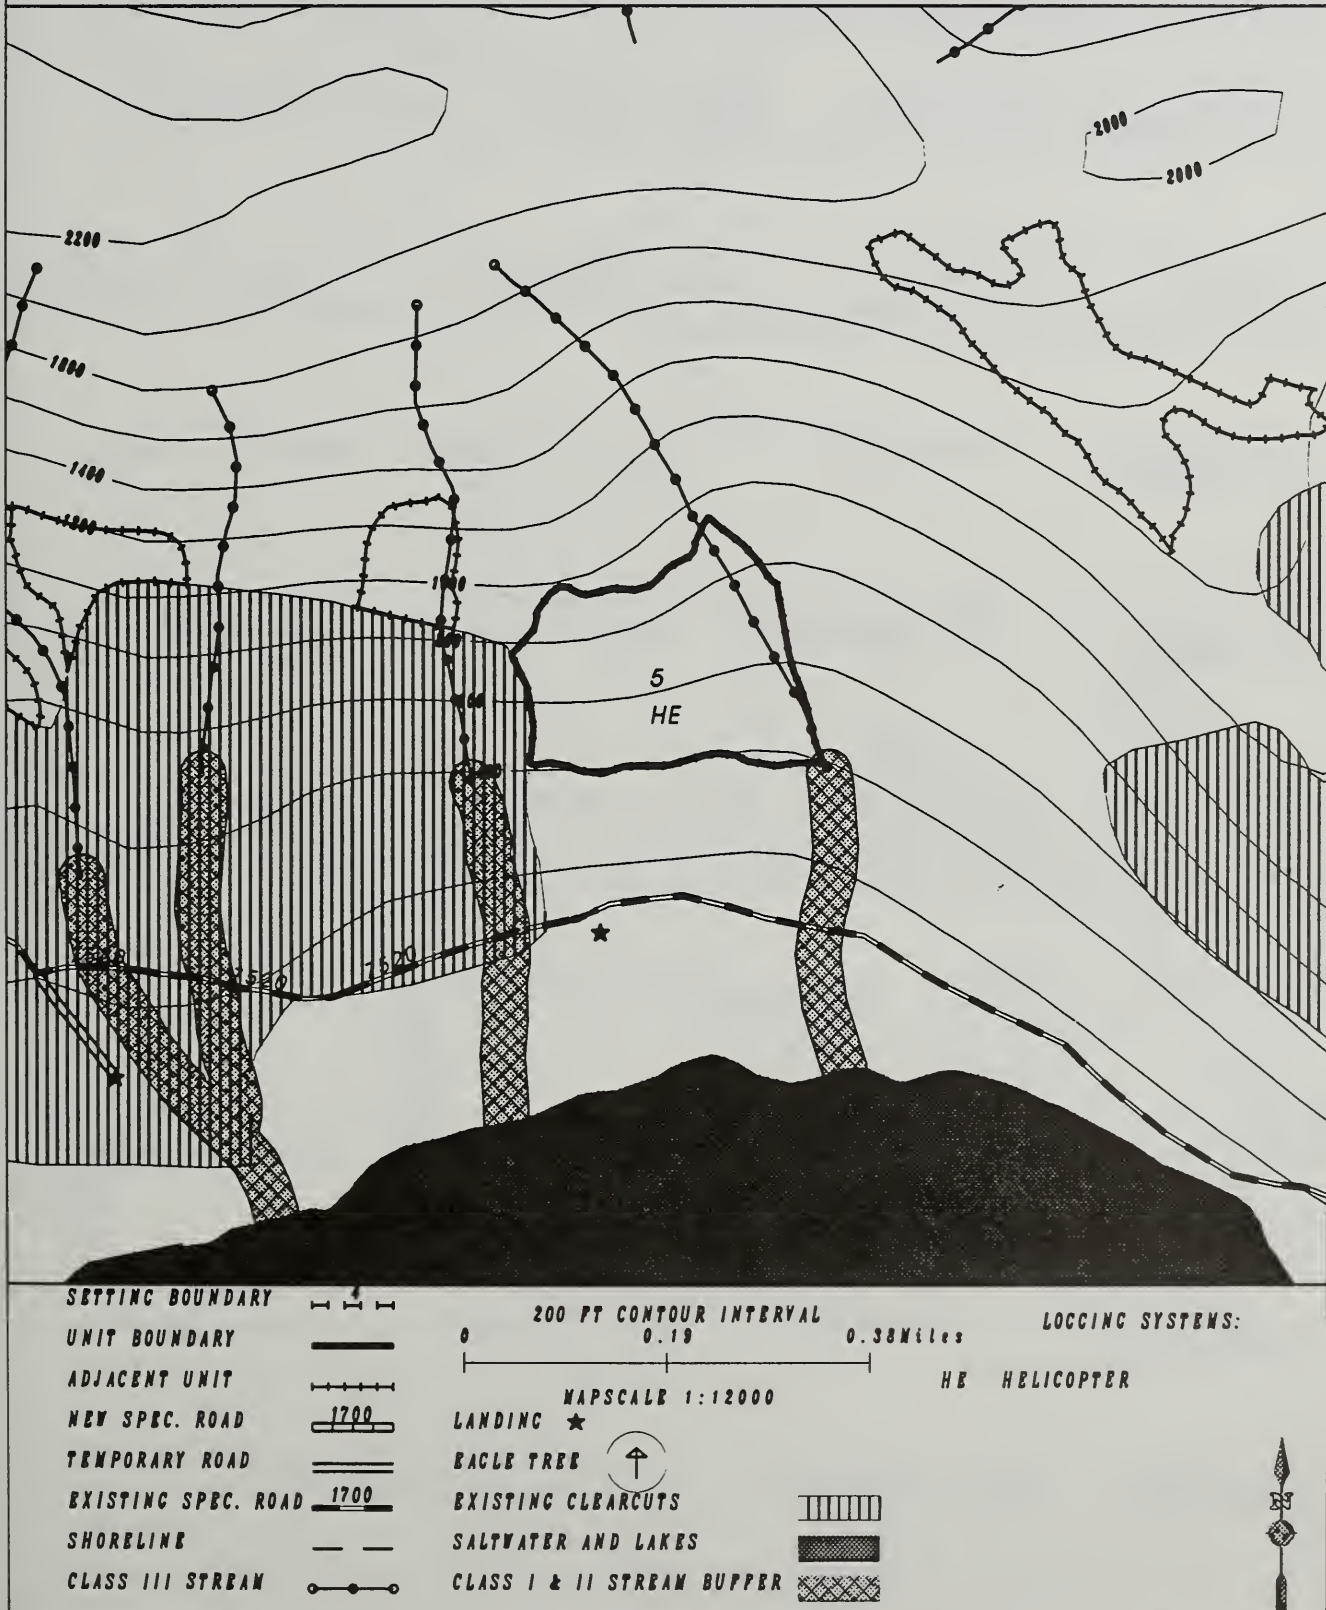 2000
2000
2200
1800
1400
1200
5
HE
7520
SETTING BOUNDARY
UNIT BOUNDARY
ADJACENT UNIT
NEW SPEC. ROAD 1700
TEMPORARY ROAD
EXISTING SPEC. ROAD 1700
SHORELINE
CLASS III STREAM
200 FT CONTOUR INTERVAL
0 0.19 0.38Miles
MAPSCALE 1:12000
LANDING
EAGLE TREE
EXISTING CLEARCUTS
SALTWATER AND LAKES
CLASS I & II STREAM BUFFER
LOGGING SYSTEMS:
HE HELICOPTER
N